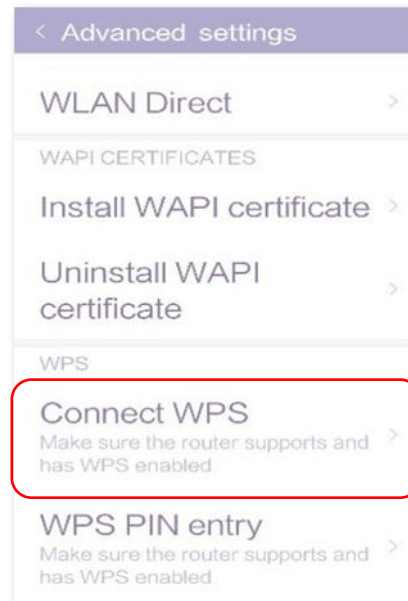 < Advanced settings
WLAN Direct >
WAPI CERTIFICATES
Install WAPI certificate >
Uninstall WAPI
certificate >
WPS
Connect WPS >
Make sure the router supports and
has WPS enabled
WPS PIN entry >
Make sure the router supports and
has WPS enabled